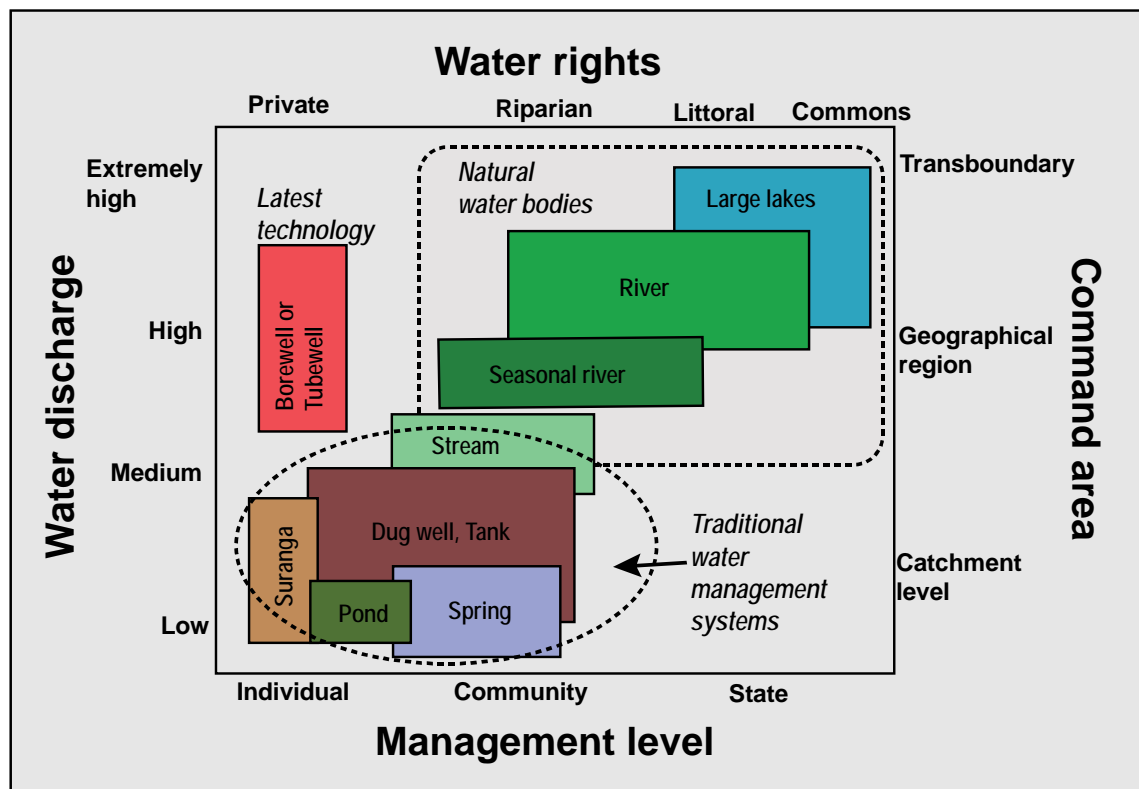 Water rights
Private
Riparian
Littoral
Commons
Extremely
high
High
Medium
Low
Water discharge
Transboundary
Geographical
region
Catchment
level
Command area
Latest
technology
Natural
water bodies
Large lakes
River
Borewell or
Tubewell
Seasonal river
Stream
Dug well, Tank
Suranga
Pond
Spring
Traditional
water
management
systems
Individual
Community
State
Management level